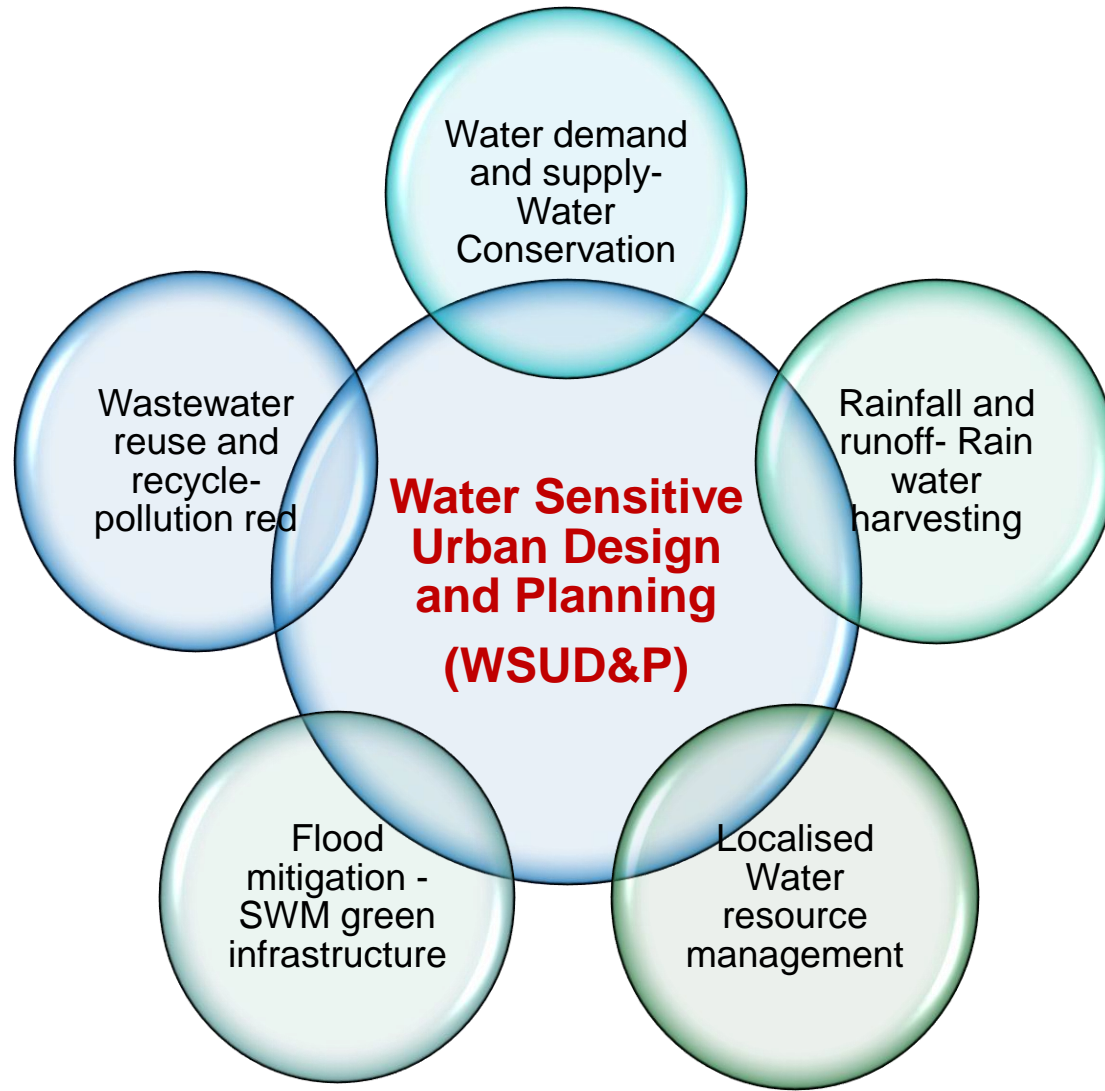 Water demand
and supply-
Water
Conservation
Wastewater
reuse and
recycle-
pollution red
Rainfall and
runoff- Rain
water
harvesting
Water Sensitive
Urban Design
and Planning
(WSUD&P)
Flood
mitigation -
SWM green
infrastructure
Localised
Water
resource
management